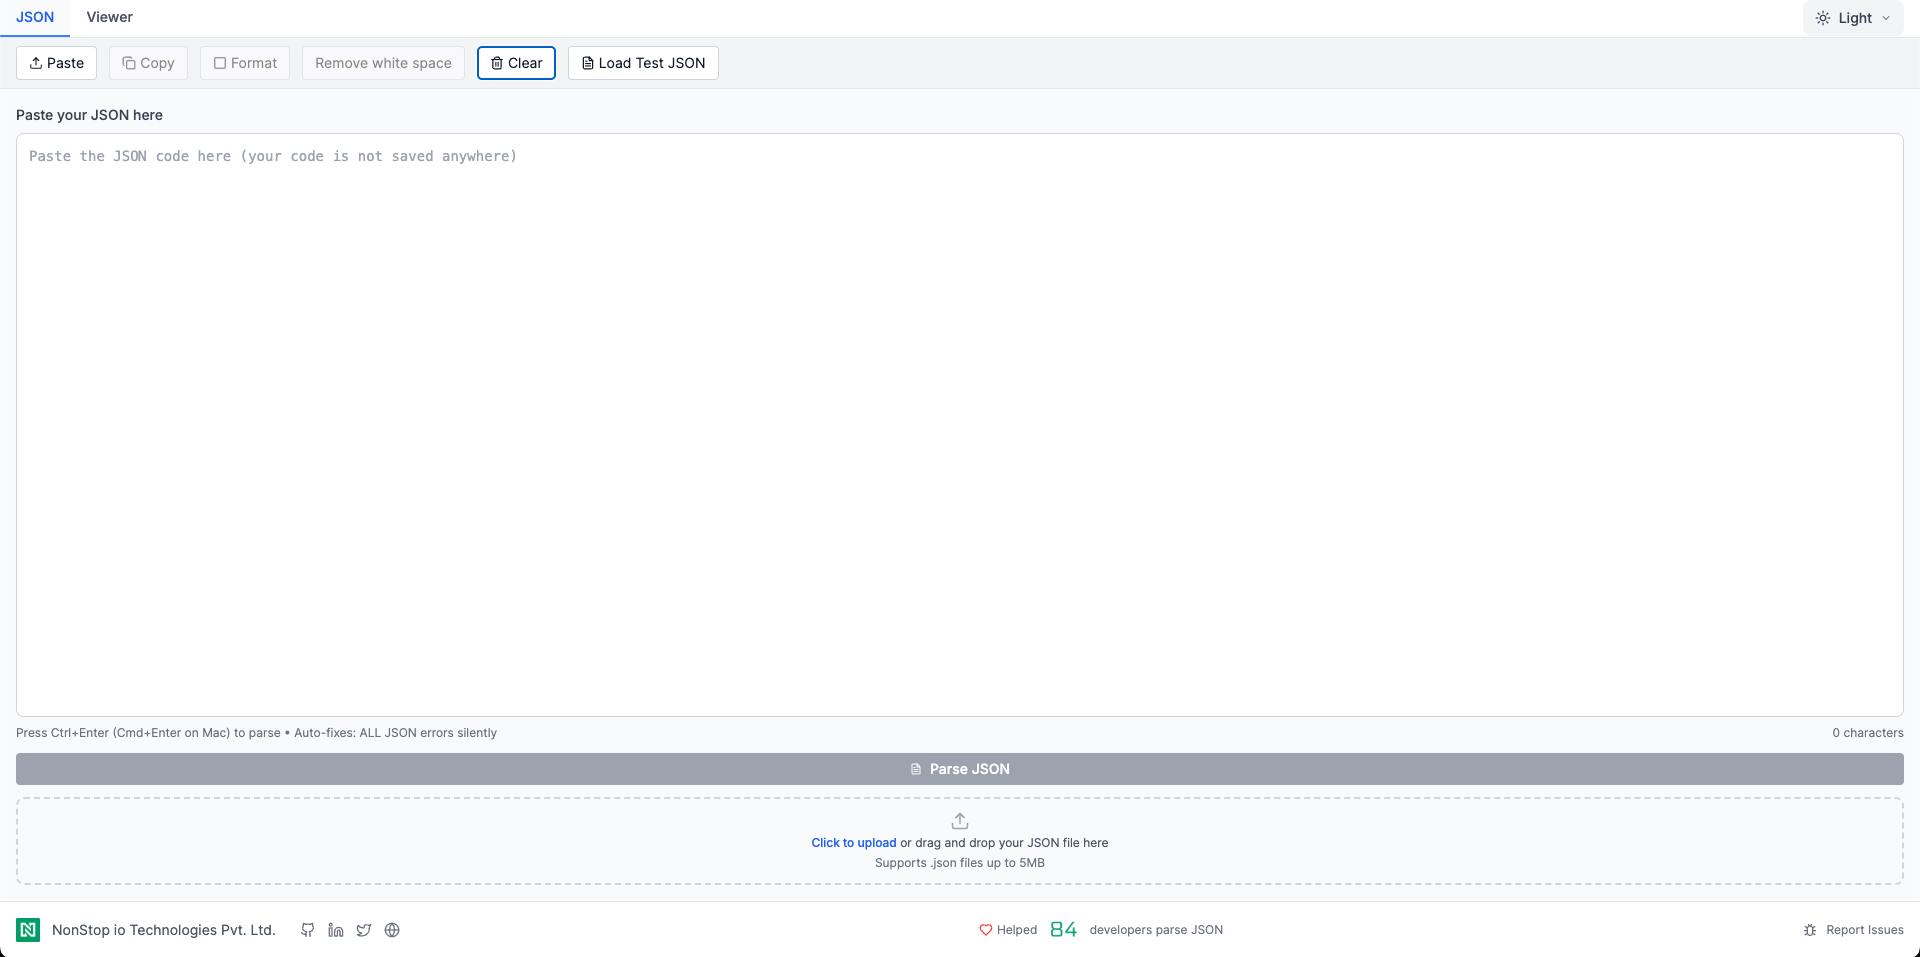 JSON Viewer Light
Paste Copy Format Remove white space Clear Load Test JSON
Paste your JSON here
Paste the JSON code here (your code is not saved anywhere)
Press Ctrl+Enter (Cmd+Enter on Mac) to parse • Auto-fixes: ALL JSON errors silently 0 characters
Parse JSON
Click to upload or drag and drop your JSON file here
Supports .json files up to 5MB
NonStop io Technologies Pvt. Ltd. Helped 84 developers parse JSON Report Issues